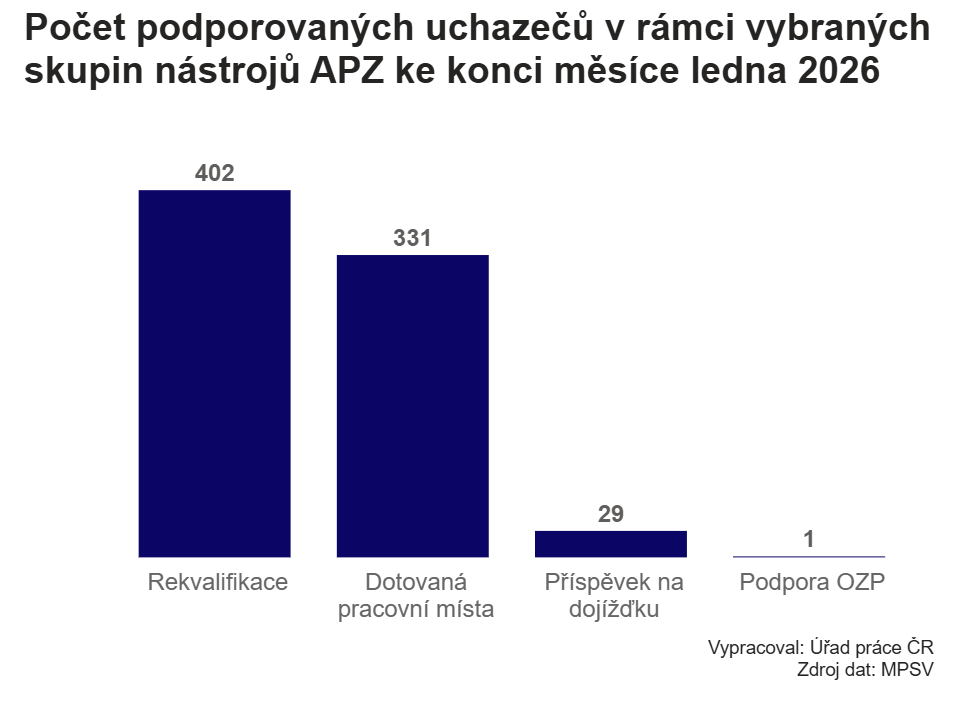 Počet podporovaných uchazečů v rámci vybraných
skupin nástrojů APZ ke konci měsíce ledna 2026
402
331
29
1
Rekvalifikace
Dotovaná
pracovní místa
Příspěvek na
dojížďku
Podpora OZP
Vypracoval: Úřad práce ČR
Zdroj dat: MPSV